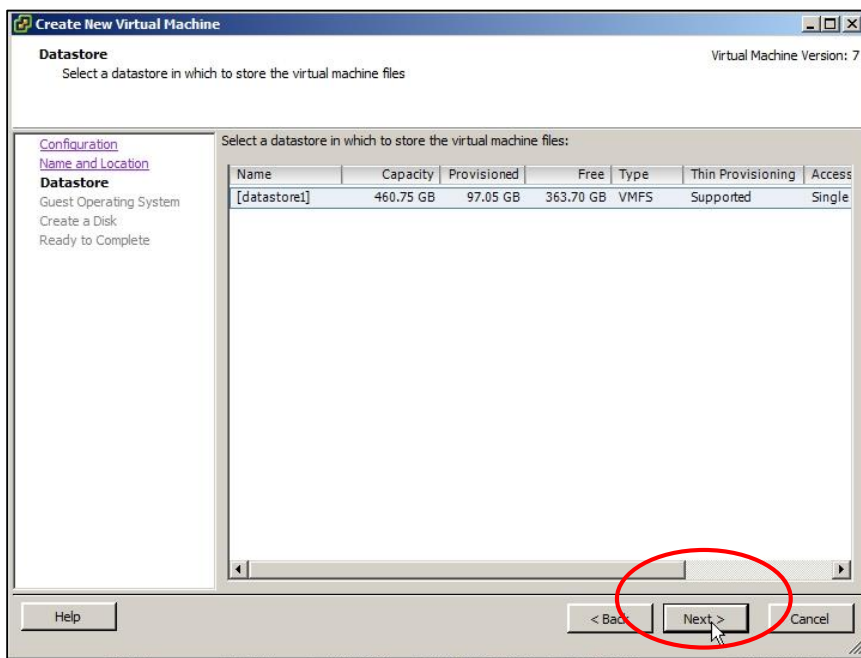 Create New Virtual Machine
Datastore
Select a datastore in which to store the virtual machine files
Virtual Machine Version: 7
Configuration
Name and Location
Datastore
Guest Operating System
Create a Disk
Ready to Complete
Select a datastore in which to store the virtual machine files:
Name Capacity Provisioned Free Type Thin Provisioning Access
[datastore1] 460.75 GB 97.05 GB 363.70 GB VMFS Supported Single
Help < Back Next > Cancel